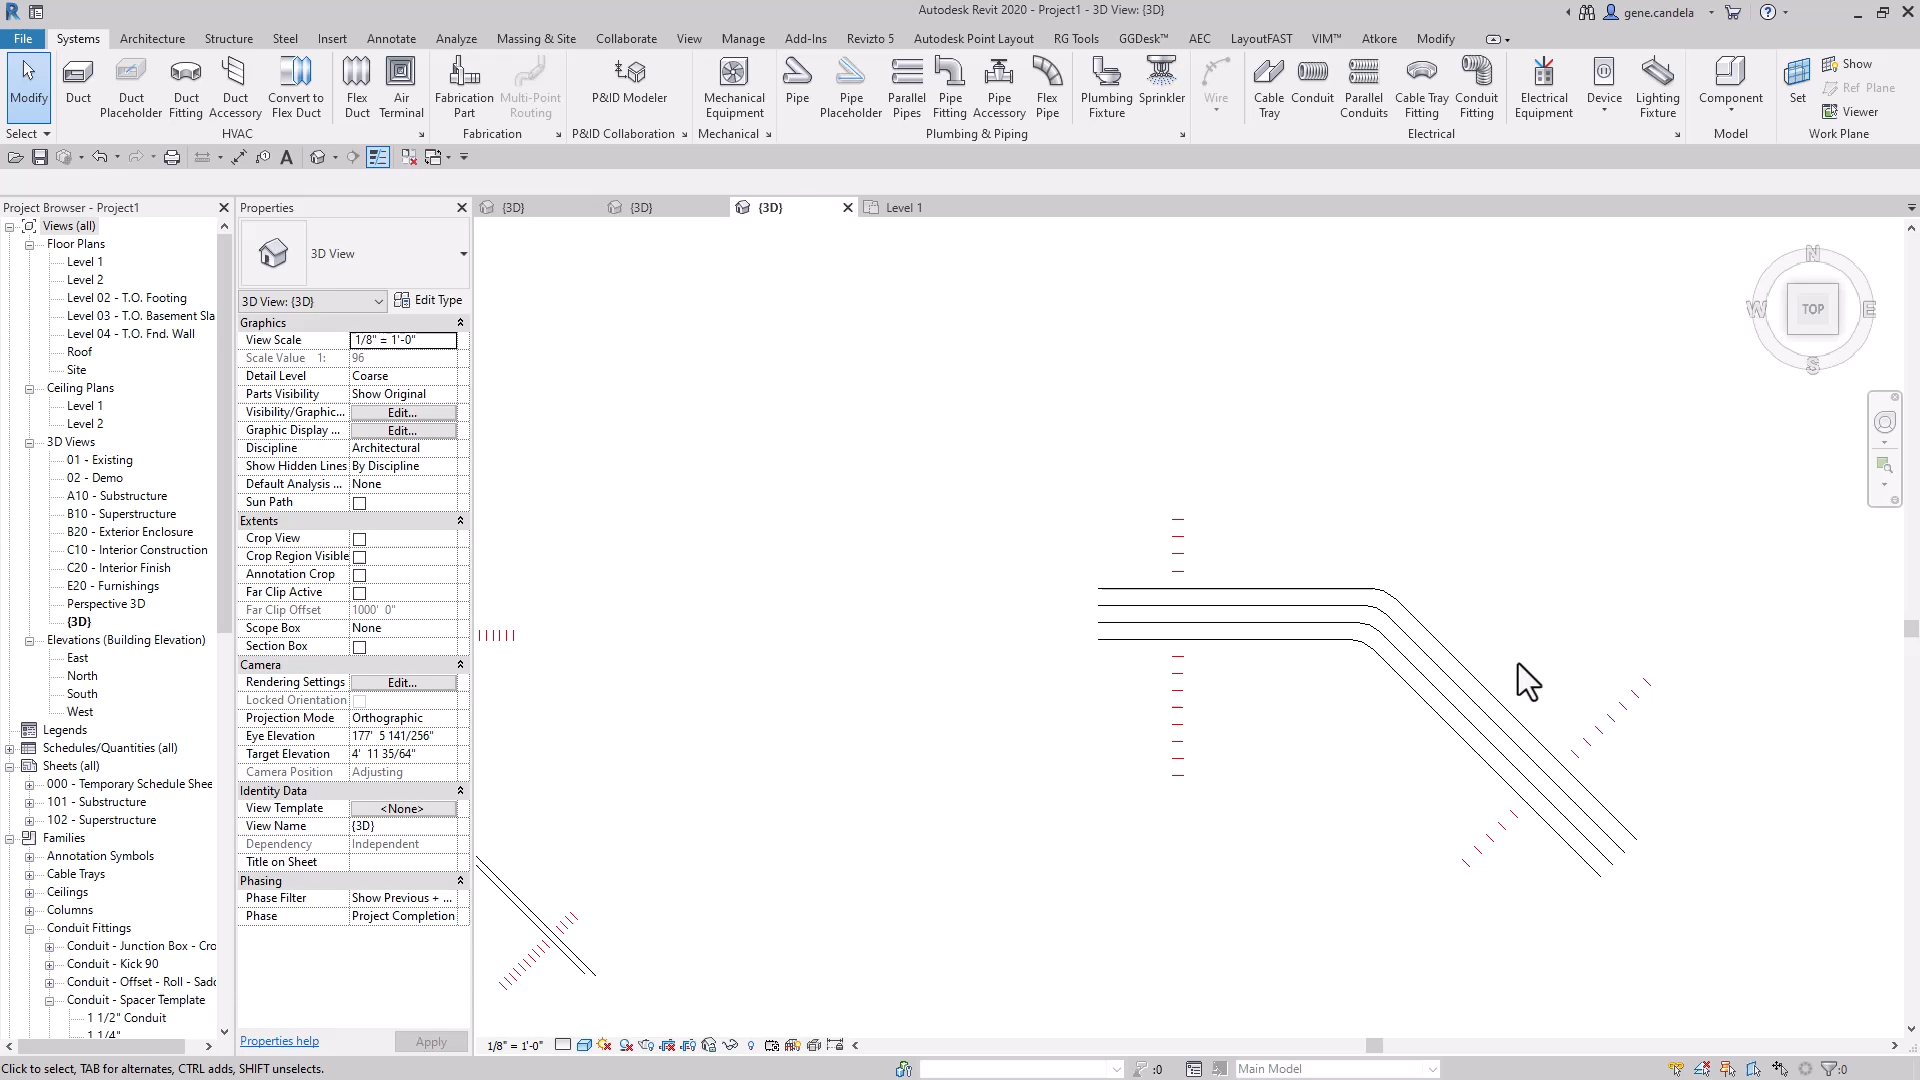 Autodesk Revit 2020 - Project1 - 3D View: {3D}
gene.candela
File Systems Architecture Structure Steel Insert Annotate Analyze Massing & Site Collaborate View Manage Add-Ins Revizto 5 Autodesk Point Layout RG Tools GGDesk™ AEC LayoutFAST VIM™ Atkore Modify
Modify
Duct
Duct Placeholder
Duct Fitting
Duct Accessory
Convert to Flex Duct
Flex Duct
Air Terminal
Fabrication Part
Multi-Point Routing
P&ID Modeler
Mechanical Equipment
Pipe
Pipe Placeholder
Parallel Pipes
Pipe Fitting
Pipe Accessory
Flex Pipe
Plumbing Fixture
Sprinkler
Wire
Cable Tray
Conduit
Parallel Conduits
Cable Tray Fitting
Conduit Fitting
Electrical Equipment
Device
Lighting Fixture
Component
Set
Show
Ref Plane
Viewer
Select HVAC Fabrication P&ID Collaboration Mechanical Plumbing & Piping Electrical Model Work Plane
Project Browser - Project1
Views (all)
Floor Plans
Level 1
Level 2
Level 02 - T.O. Footing
Level 03 - T.O. Basement Sla
Level 04 - T.O. Fnd. Wall
Roof
Site
Ceiling Plans
Level 1
Level 2
3D Views
01 - Existing
02 - Demo
A10 - Substructure
B10 - Superstructure
B20 - Exterior Enclosure
C10 - Interior Construction
C20 - Interior Finish
E20 - Furnishings
Perspective 3D
{3D}
Elevations (Building Elevation)
East
North
South
West
Legends
Schedules/Quantities (all)
Sheets (all)
000 - Temporary Schedule Shee
101 - Substructure
102 - Superstructure
Families
Annotation Symbols
Cable Trays
Ceilings
Columns
Conduit Fittings
Conduit - Junction Box - Cro
Conduit - Kick 90
Conduit - Offset - Roll - Sadd
Conduit - Spacer Template
1 1/2" Conduit
1 1/4"
Properties
3D View
3D View: {3D} Edit Type
Graphics
View Scale 1/8" = 1'-0"
Scale Value 1: 96
Detail Level Coarse
Parts Visibility Show Original
Visibility/Graphic... Edit...
Graphic Display ... Edit...
Discipline Architectural
Show Hidden Lines By Discipline
Default Analysis ... None
Sun Path
Extents
Crop View
Crop Region Visible
Annotation Crop
Far Clip Active
Far Clip Offset 1000' 0"
Scope Box None
Section Box
Camera
Rendering Settings Edit...
Locked Orientation
Projection Mode Orthographic
Eye Elevation 177' 5 141/256"
Target Elevation 4' 11 35/64"
Camera Position Adjusting
Identity Data
View Template <None>
View Name {3D}
Dependency Independent
Title on Sheet
Phasing
Phase Filter Show Previous + ...
Phase Project Completion
Properties help Apply
{3D} {3D} {3D} Level 1
N
W TOP E
S
1/8" = 1'-0"
Click to select, TAB for alternates, CTRL adds, SHIFT unselects.
:0 Main Model :0